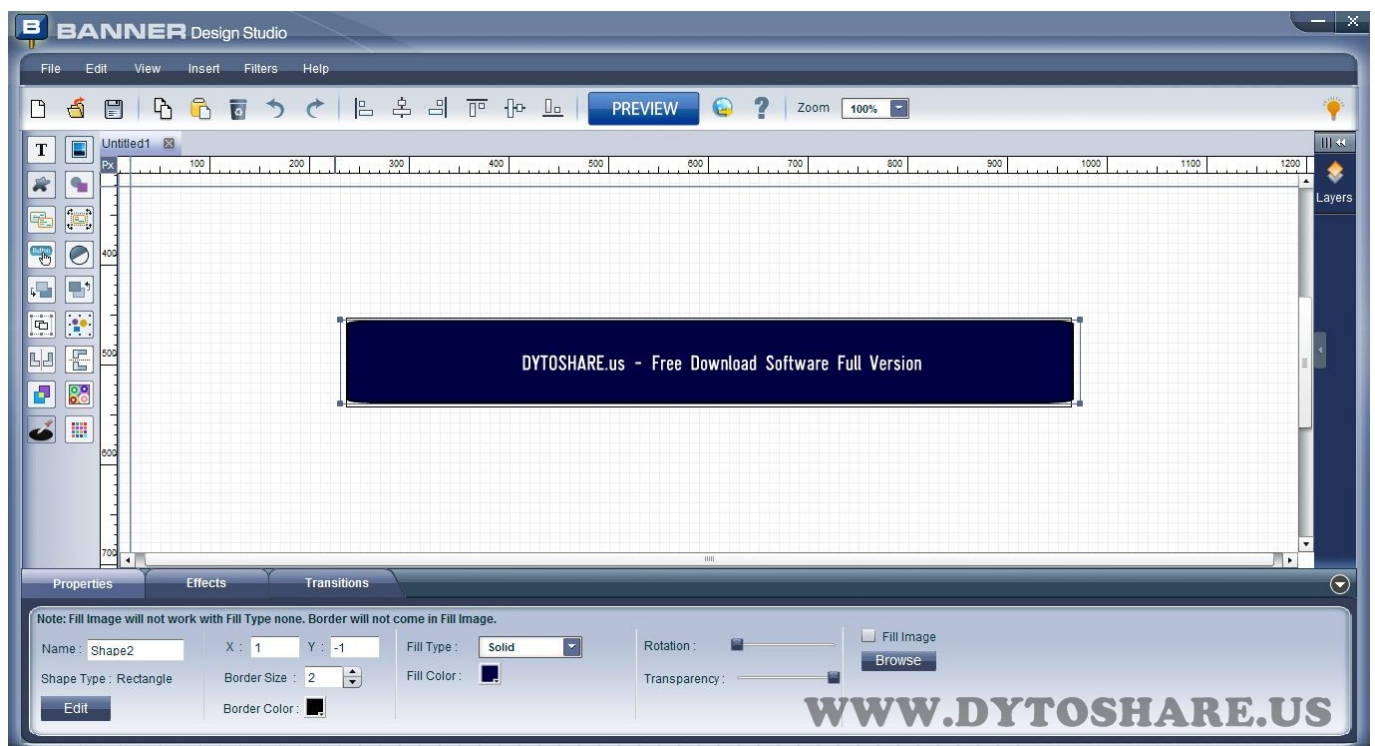 B BANNER Design Studio
File Edit View Insert Filters Help
PREVIEW ? Zoom 100%
T Untitled1
Px 100 200 300 400 500 600 700 800 900 1000 1100 1200
Layers
Button
400
500
DYTOSHARE.us - Free Download Software Full Version
600
700
Properties Effects Transitions
Note: Fill Image will not work with Fill Type none. Border will not come in Fill Image.
Name : Shape2 X : 1 Y : -1 Fill Type : Solid Rotation : Fill Image
Browse
Shape Type : Rectangle Border Size : 2 Fill Color : Transparency :
Edit Border Color :
WWW.DYTOSHARE.US